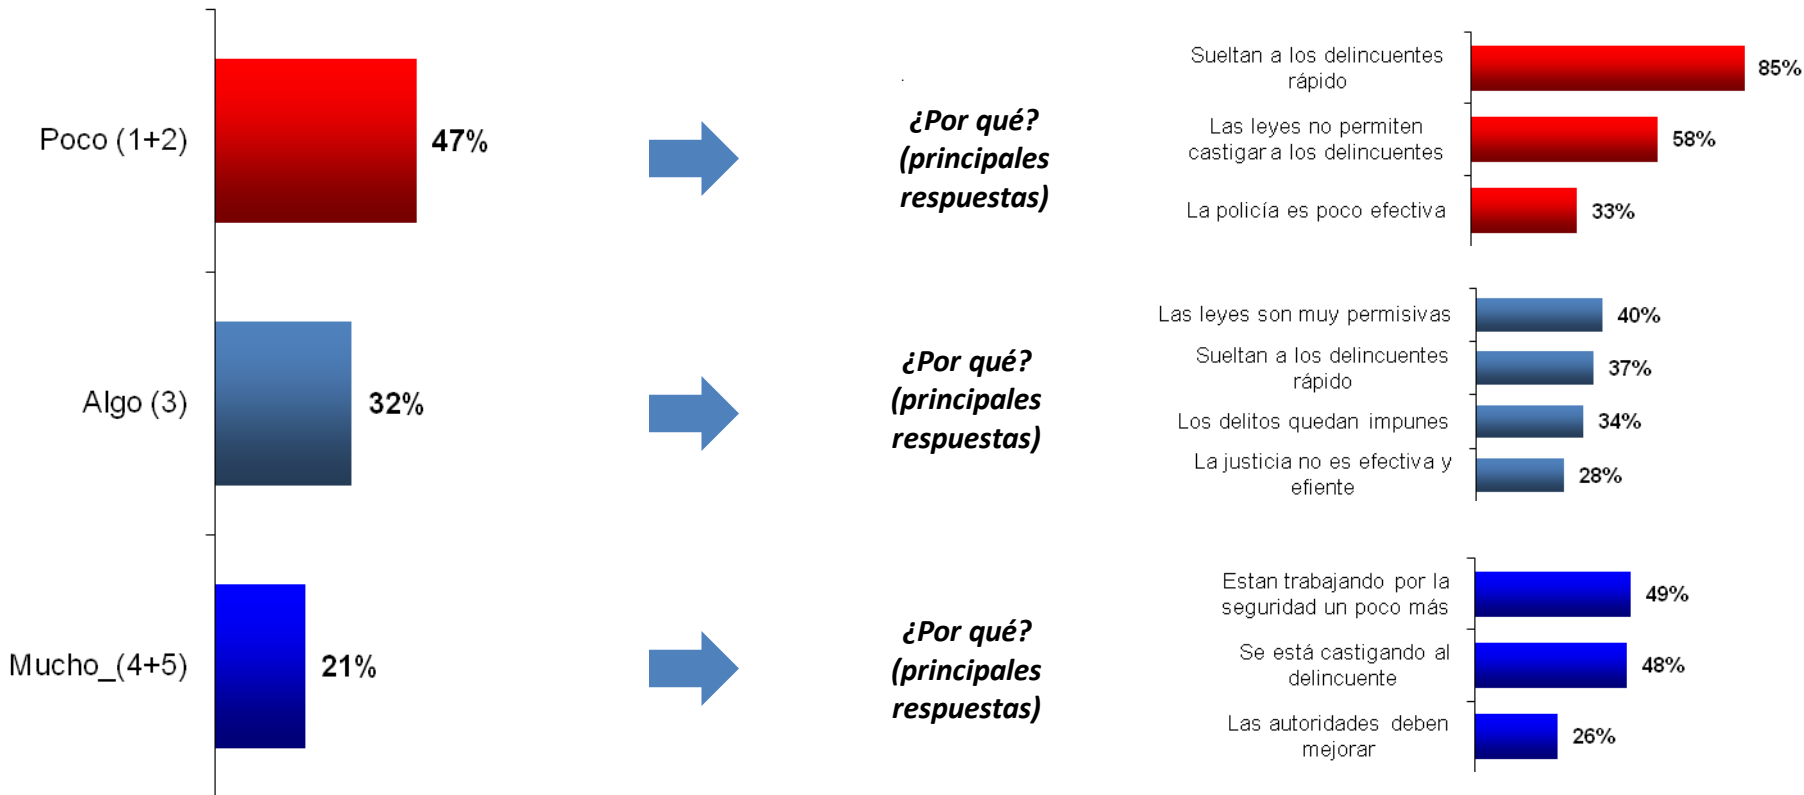 Poco (1+2)
47%
¿Por qué?
(principales
respuestas)
Sueltan a los delincuentes
rápido
85%
Las leyes no permiten
castigar a los delincuentes
58%
La policía es poco efectiva
33%
Algo (3)
32%
¿Por qué?
(principales
respuestas)
Las leyes son muy permisivas
40%
Sueltan a los delincuentes
rápido
37%
Los delitos quedan impunes
34%
La justicia no es efectiva y
efiente
28%
Mucho_(4+5)
21%
¿Por qué?
(principales
respuestas)
Estan trabajando por la
seguridad un poco más
49%
Se está castigando al
delincuente
48%
Las autoridades deben
mejorar
26%